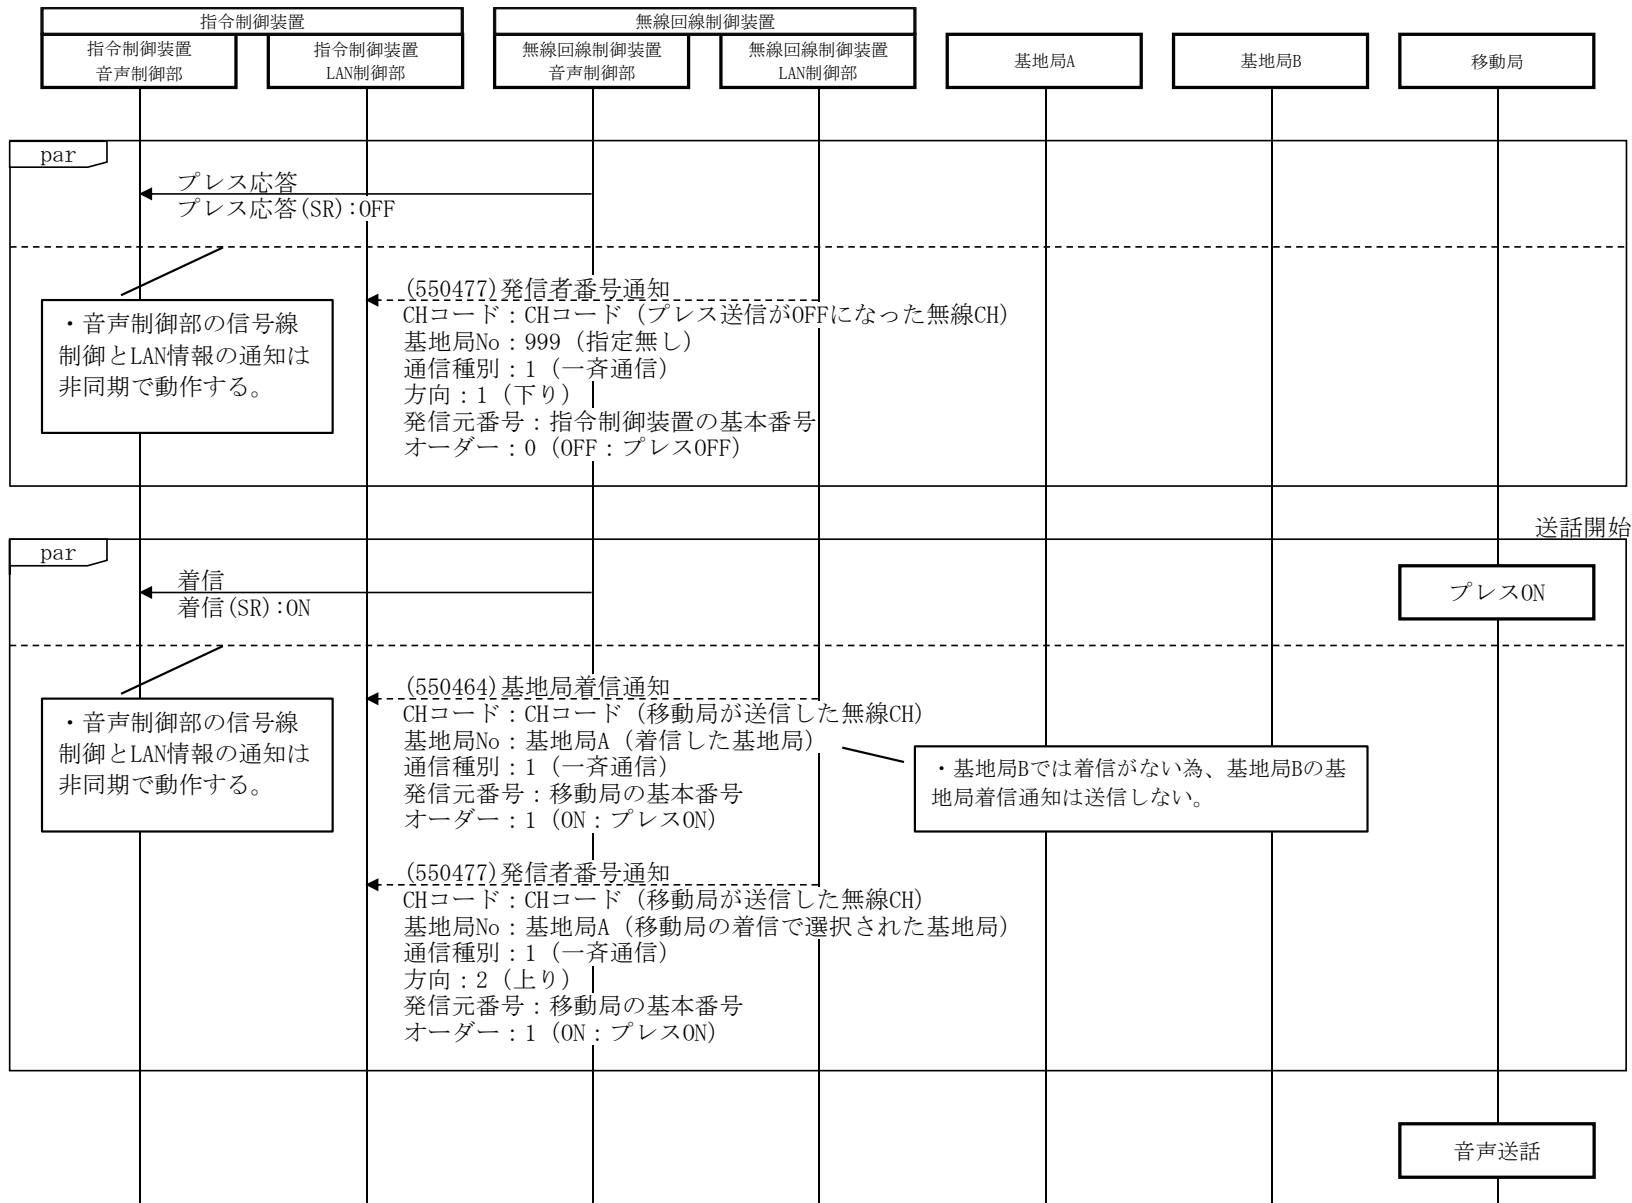 指令制御装置
無線回線制御装置
指令制御装置
音声制御部
指令制御装置
LAN制御部
無線回線制御装置
音声制御部
無線回線制御装置
LAN制御部
基地局A
基地局B
移動局
par
プレス応答
プレス応答(SR):OFF
・音声制御部の信号線
制御とLAN情報の通知は
非同期で動作する。
(550477)発信者番号通知
CHコード：CHコード（プレス送信がOFFになった無線CH）
基地局No：999（指定無し）
通信種別：1（一斉通信）
方向：1（下り）
発信元番号：指令制御装置の基本番号
オーダー：0（OFF：プレスOFF）
送話開始
par
着信
着信(SR):ON
プレスON
・音声制御部の信号線
制御とLAN情報の通知は
非同期で動作する。
(550464)基地局着信通知
CHコード：CHコード（移動局が送信した無線CH）
基地局No：基地局A（着信した基地局）
通信種別：1（一斉通信）
発信元番号：移動局の基本番号
オーダー：1（ON：プレスON）
・基地局Bでは着信がない為、基地局Bの基
地局着信通知は送信しない。
(550477)発信者番号通知
CHコード：CHコード（移動局が送信した無線CH）
基地局No：基地局A（移動局の着信で選択された基地局）
通信種別：1（一斉通信）
方向：2（上り）
発信元番号：移動局の基本番号
オーダー：1（ON：プレスON）
音声送話